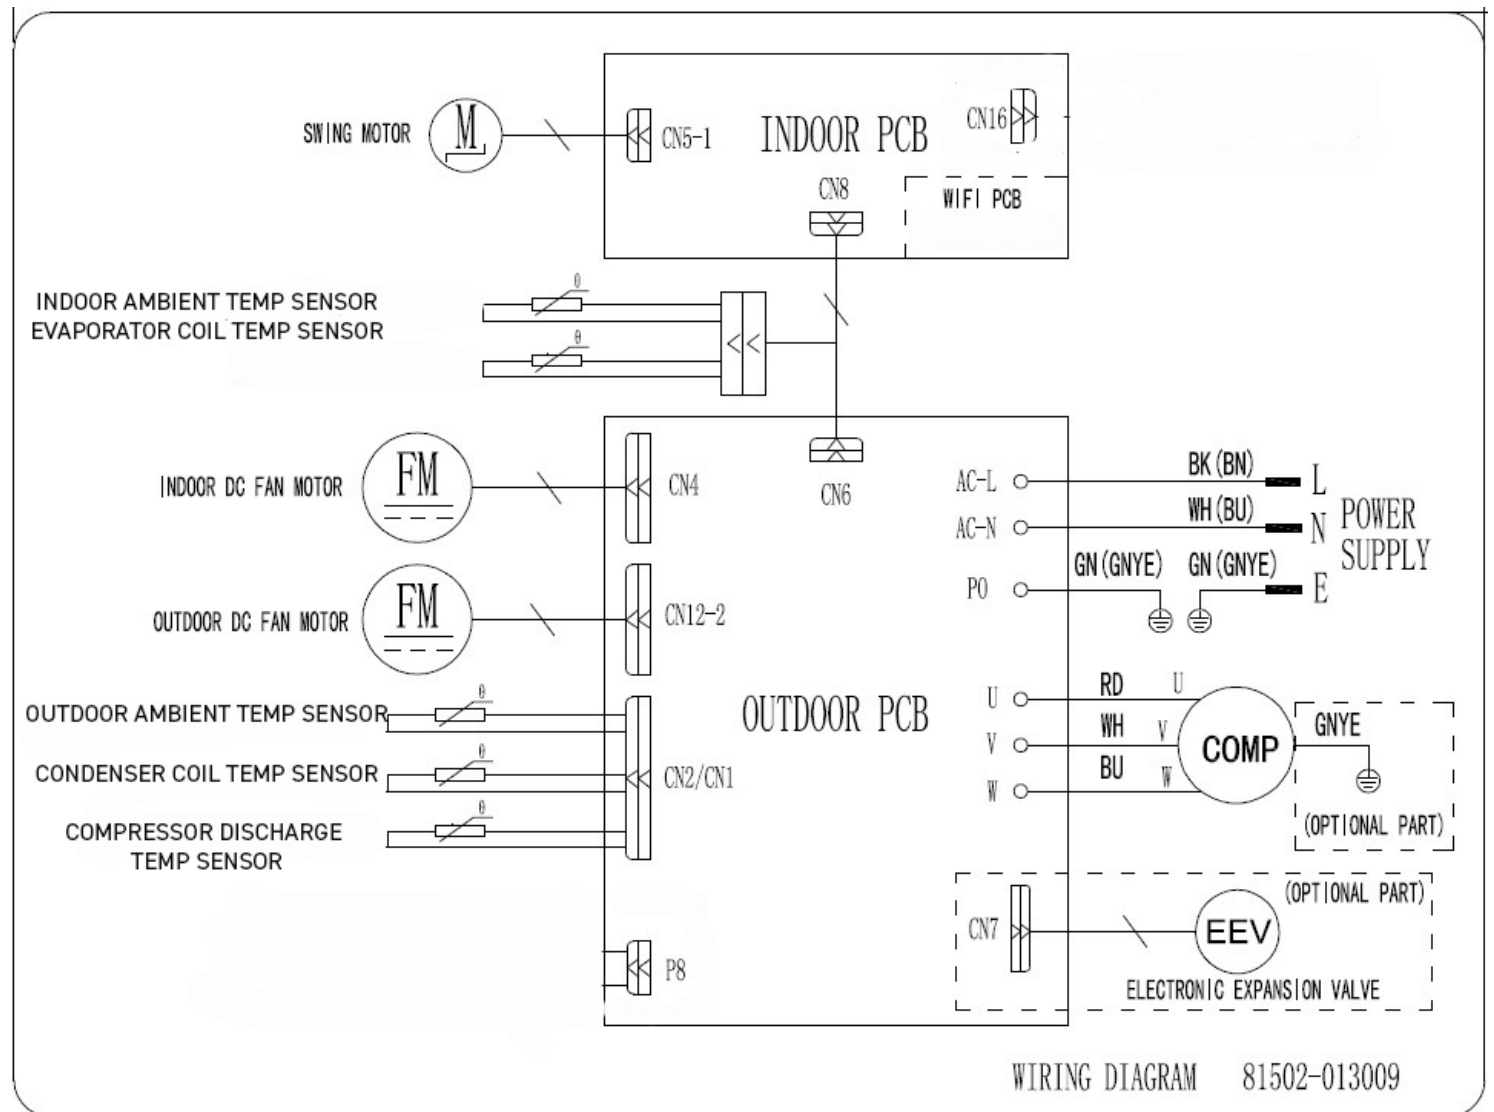 SWING MOTOR
M
CN5-1
INDOOR PCB
CN16
CN8
WIFI PCB
INDOOR AMBIENT TEMP SENSOR
EVAPORATOR COIL TEMP SENSOR
θ
θ
INDOOR DC FAN MOTOR
FM
CN4
CN6
AC-L
BK(BN)
L
AC-N
WH(BU)
N
POWER
SUPPLY
P0
GN(GNYE)
GN(GNYE)
E
OUTDOOR DC FAN MOTOR
FM
CN12-2
OUTDOOR AMBIENT TEMP SENSOR
θ
CONDENSER COIL TEMP SENSOR
θ
COMPRESSOR DISCHARGE
TEMP SENSOR
θ
CN2/CN1
OUTDOOR PCB
U
RD
U
V
WH
V
W
BU
W
COMP
GNYE
(OPTIONAL PART)
P8
CN7
EEV
(OPTIONAL PART)
ELECTRONIC EXPANSION VALVE
WIRING DIAGRAM 81502-013009